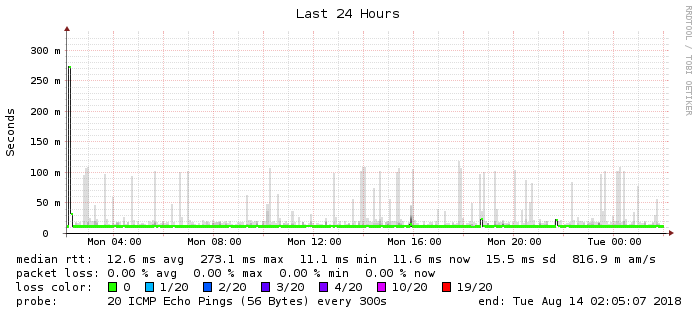 Last 24 Hours
RRDTOOL / TOBI OETIKER
Seconds
300 m
250 m
200 m
150 m
100 m
50 m
0
Mon 04:00 Mon 08:00 Mon 12:00 Mon 16:00 Mon 20:00 Tue 00:00
median rtt: 12.6 ms avg 273.1 ms max 11.1 ms min 11.6 ms now 15.5 ms sd 816.9 m am/s
packet loss: 0.00 % avg 0.00 % max 0.00 % min 0.00 % now
loss color: 0 1/20 2/20 3/20 4/20 10/20 19/20
probe: 20 ICMP Echo Pings (56 Bytes) every 300s end: Tue Aug 14 02:05:07 2018